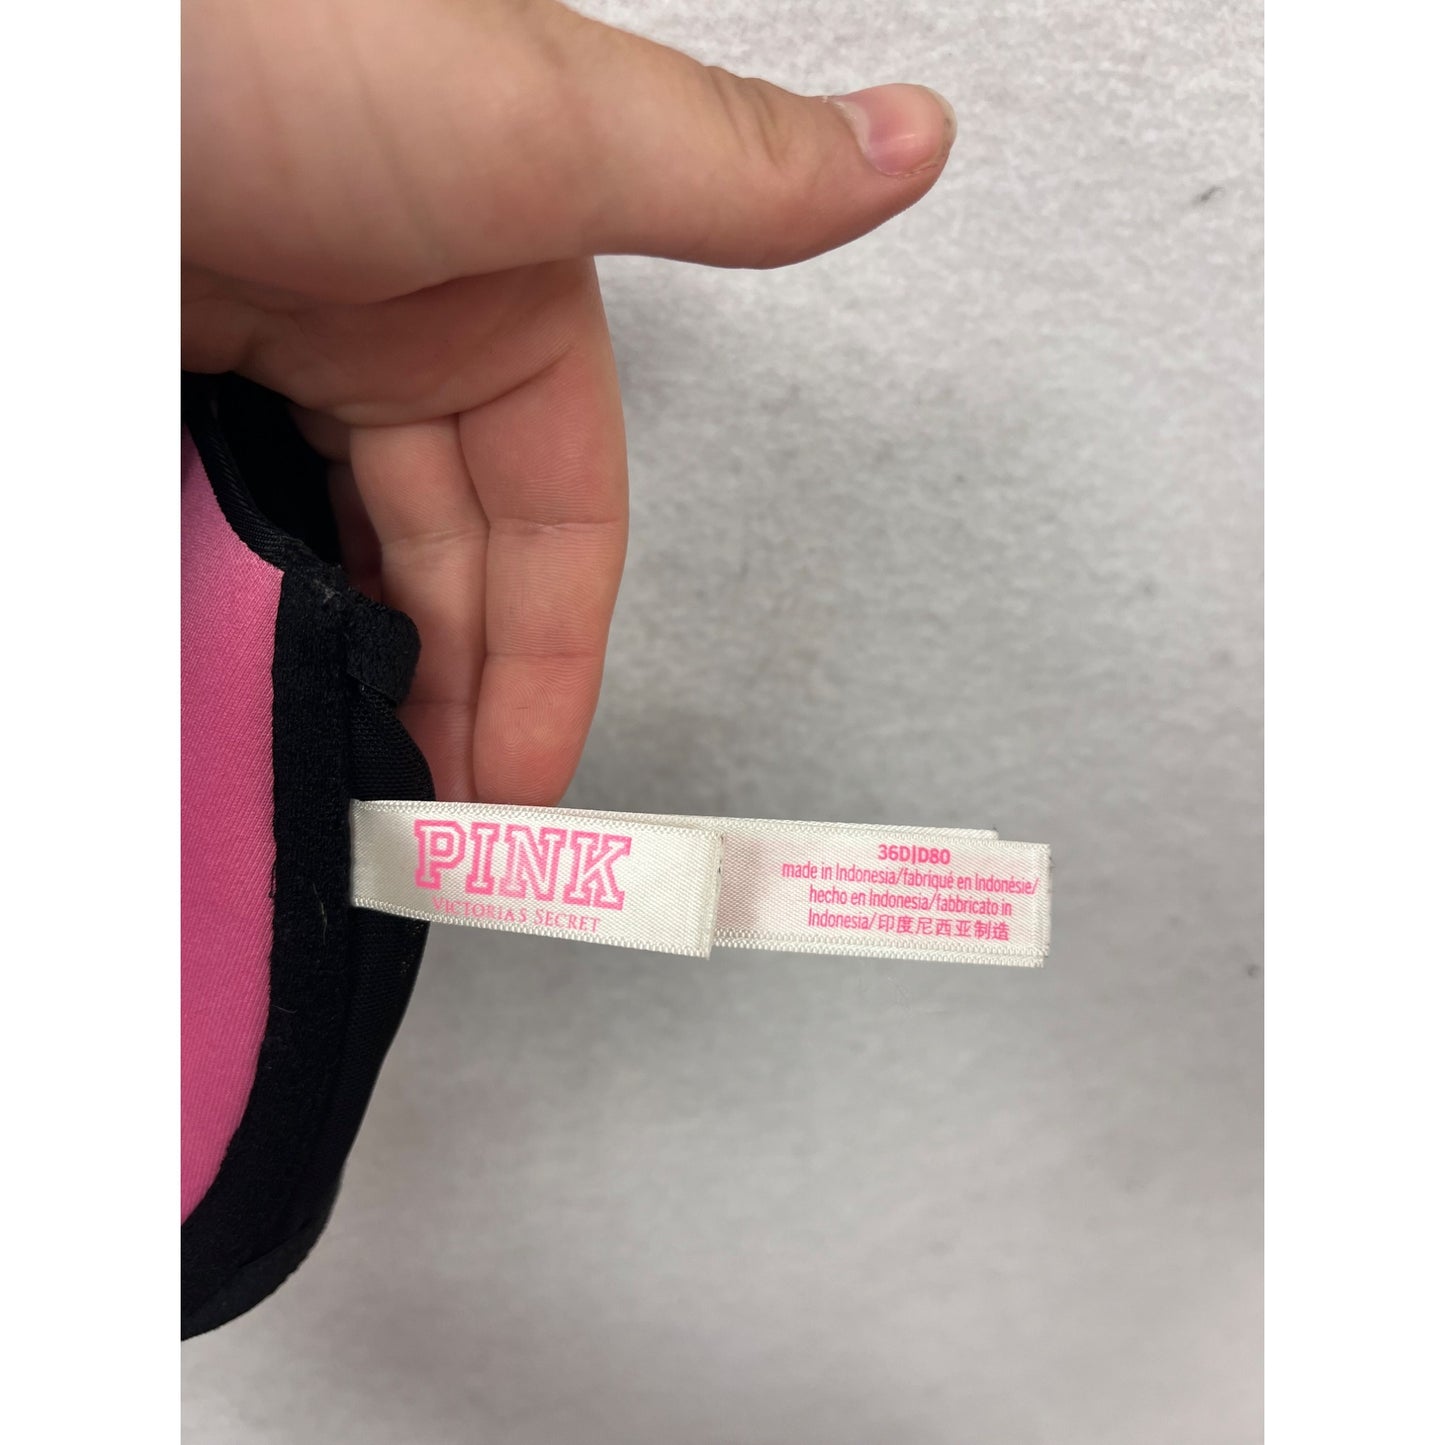 PINK
VICTORIA'S SECRET
36D|D80
made in Indonesia/fabriqué en Indonésie/
hecho en Indonesia/fabbricato in
Indonesia/印度尼西亚制造